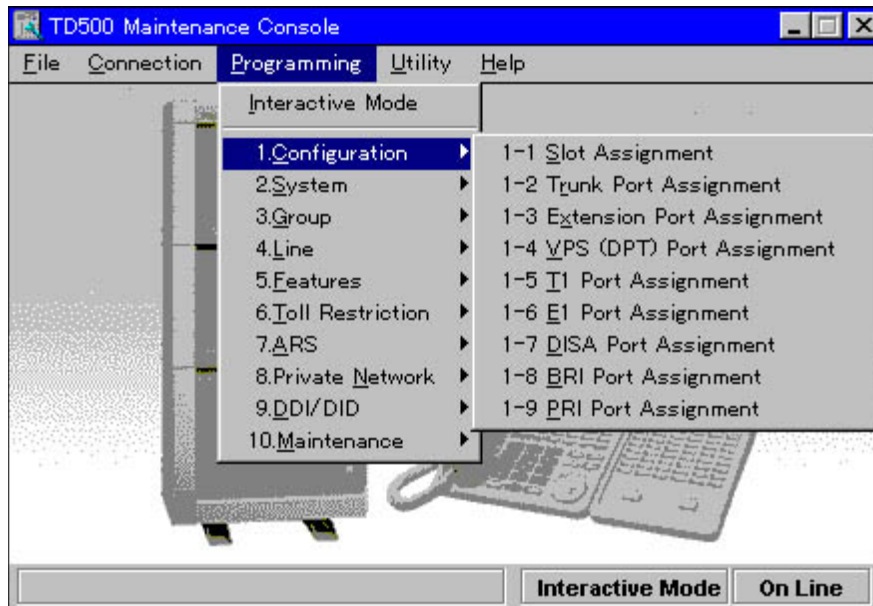 TD500 Maintenance Console
File Connection Programming Utility Help
Interactive Mode
1.Configuration
2.System
3.Group
4.Line
5.Features
6.Toll Restriction
7.ARS
8.Private Network
9.DDI/DID
10.Maintenance
1-1 Slot Assignment
1-2 Trunk Port Assignment
1-3 Extension Port Assignment
1-4 VPS (DPT) Port Assignment
1-5 T1 Port Assignment
1-6 E1 Port Assignment
1-7 DISA Port Assignment
1-8 BRI Port Assignment
1-9 PRI Port Assignment
Interactive Mode On Line